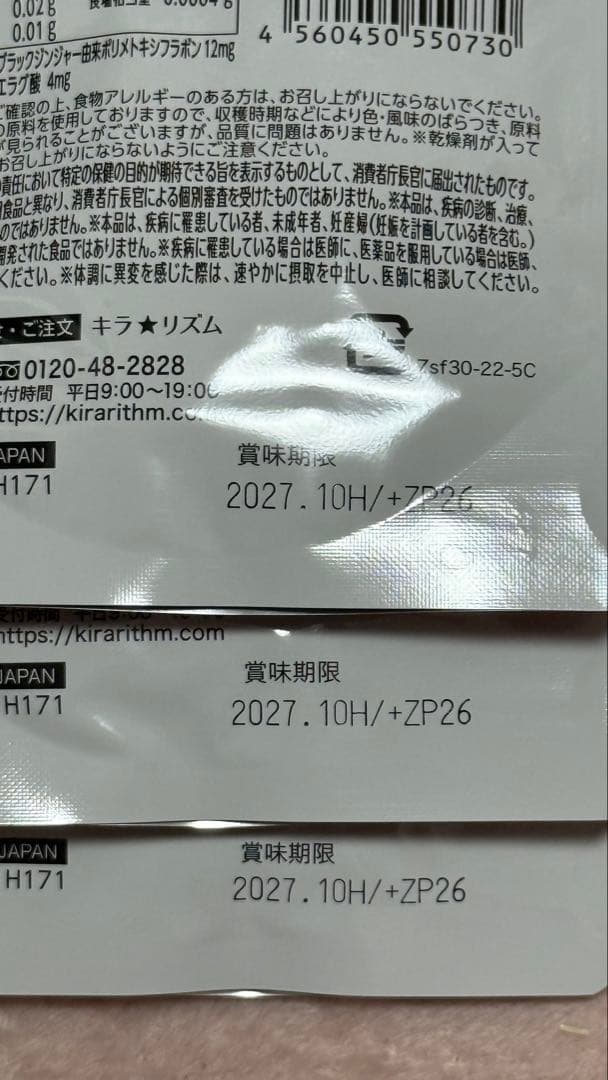 0.02g
0.01g
4 560450 550730
ブラックジンジャー由来ポリメトキシフラボン 12mg
エラグ酸 4mg
ご確認の上、食物アレルギーのある方は、お召し上がりにならないでください。
の原料を使用しておりますので、収穫時期などにより色・風味のばらつき、原料
が見られることがございますが、品質に問題はありません。※乾燥剤が入って
お召し上がりにならないようにご注意ください。
責任において特定の保健の目的が期待できる旨を表示するものとして、消費者庁長官に届出されたものです。
食品と異なり、消費者庁長官による個別審査を受けたものではありません。※本品は、疾病の診断、治療、
のではありません。※本品は、疾病に罹患している者、未成年者、妊産婦(妊娠を計画している者を含む。)
開発された食品ではありません。※疾病に罹患している場合は医師に、医薬品を服用している場合は医師、
ください。※体調に異変を感じた際は、速やかに摂取を中止し、医師に相談してください。
・ご注文 キラ★リズム
0120-48-2828
7sf30-22-5C
受付時間 平日9:00〜19:00
https://kirarithm.co
JAPAN
賞味期限
H171
2027.10H/+ZP26
https://kirarithm.com
JAPAN
賞味期限
H171
2027.10H/+ZP26
JAPAN
賞味期限
H171
2027.10H/+ZP26